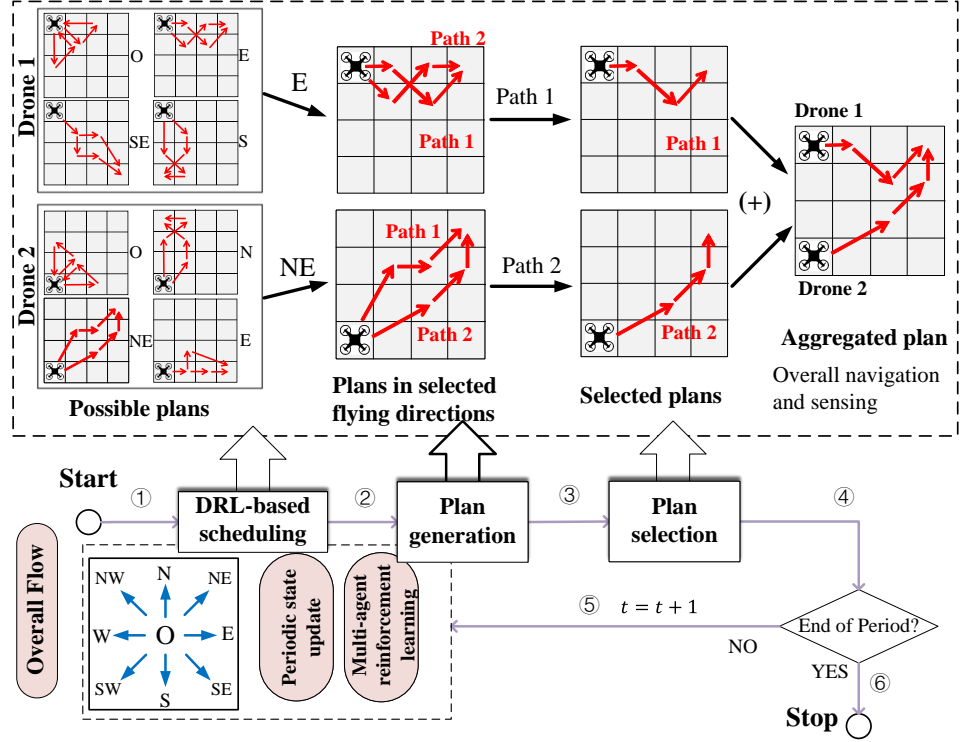 Drone 1
O
E
SE
S
E
Path 2
Path 1
Path 1
Path 1
Drone 2
O
N
NE
E
NE
Path 1
Path 2
Path 2
Path 2
(+)
Drone 1
Drone 2
Possible plans
Plans in selected
flying directions
Selected plans
Aggregated plan
Overall navigation
and sensing
Start
①
DRL-based
scheduling
②
Plan
generation
③
Plan
selection
④
Overall Flow
NW
N
NE
W
O
E
SW
S
SE
Periodic state
update
Multi-agent
reinforcement
learning
⑤
t = t + 1
End of Period?
NO
YES
⑥
Stop